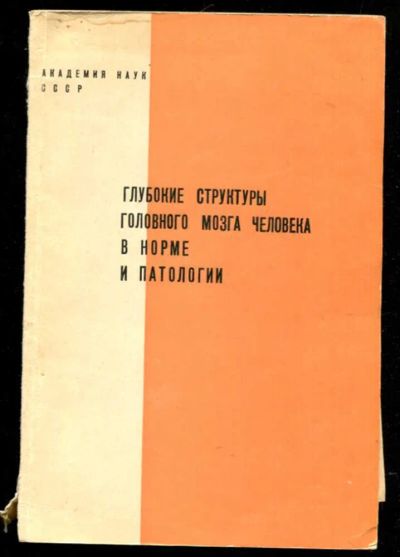 АКАДЕМИЯ НАУК
СССР
ГЛУБОКИЕ СТРУКТУРЫ
ГОЛОВНОГО МОЗГА ЧЕЛОВЕКА
В НОРМЕ
И ПАТОЛОГИИ